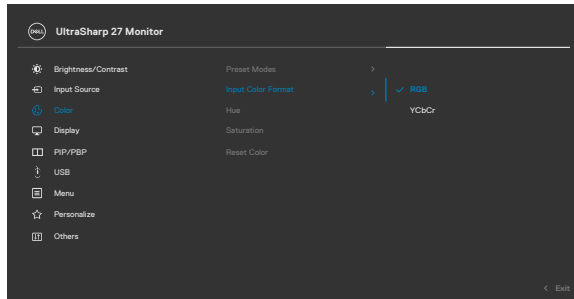 DELL UltraSharp 27 Monitor
Brightness/Contrast Preset Modes >
Input Source Input Color Format > ✓ RGB
Color Hue YCbCr
Display Saturation
PIP/PBP Reset Color
USB
Menu
Personalize
Others
< Exit